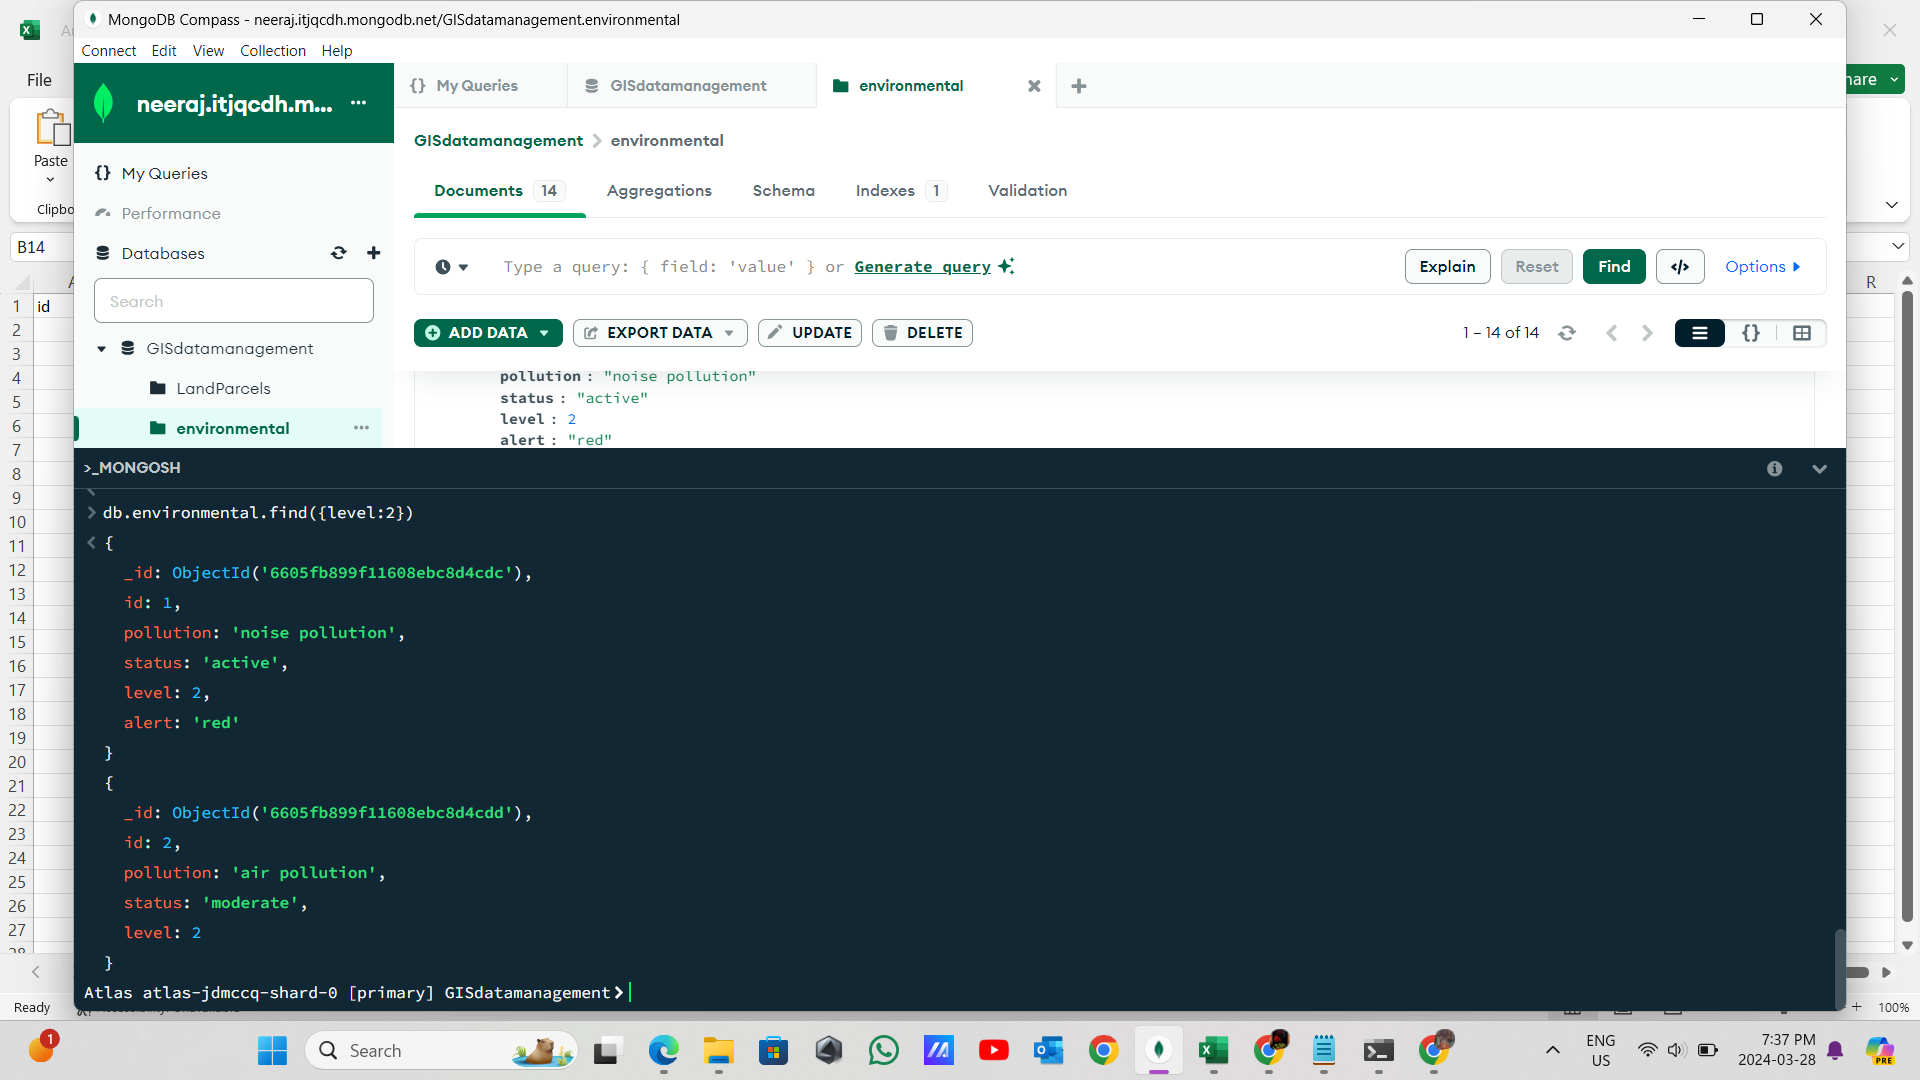 MongoDB Compass - neeraj.itjqcdh.mongodb.net/GISdatamanagement.environmental
Connect Edit View Collection Help
File
Paste
Clipbo
hare
B14
A
R
1 id
2
3
4
5
6
7
8
9
10
11
12
13
14
15
16
17
18
19
20
21
22
23
24
25
26
27
28
neeraj.itjqcdh.m... ...
{} My Queries
GISdatamanagement
environmental
My Queries
Performance
Databases
Search
GISdatamanagement
LandParcels
environmental ...
GISdatamanagement > environmental
Documents 14 Aggregations Schema Indexes 1 Validation
Type a query: { field: 'value' } or Generate query
Explain Reset Find </> Options
ADD DATA EXPORT DATA UPDATE DELETE
1 – 14 of 14
{}
pollution : "noise pollution"
status : "active"
level : 2
alert : "red"
>_MONGOSH
> db.environmental.find({level:2})
< {
_id: ObjectId('6605fb899f11608ebc8d4cdc'),
id: 1,
pollution: 'noise pollution',
status: 'active',
level: 2,
alert: 'red'
}
{
_id: ObjectId('6605fb899f11608ebc8d4cdd'),
id: 2,
pollution: 'air pollution',
status: 'moderate',
level: 2
}
Atlas atlas-jdmccq-shard-0 [primary] GISdatamanagement>
Ready
100%
1
Search
PRE
ENG
US
7:37 PM
2024-03-28